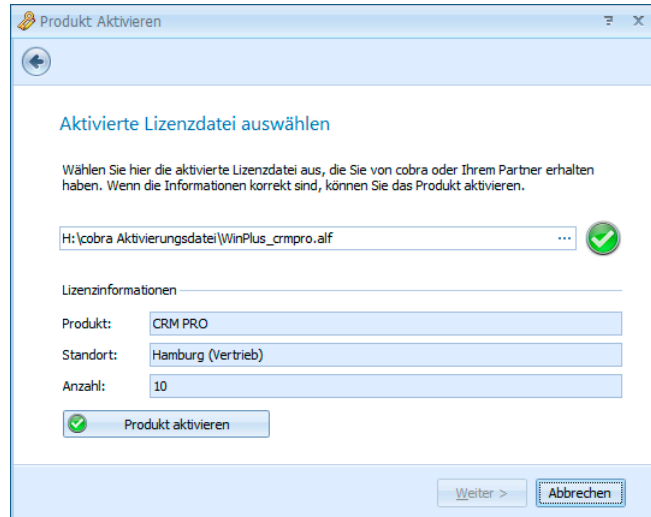 Produkt Aktivieren
Aktivierte Lizenzdatei auswählen
Wählen Sie hier die aktivierte Lizenzdatei aus, die Sie von cobra oder Ihrem Partner erhalten
haben. Wenn die Informationen korrekt sind, können Sie das Produkt aktivieren.
H:\cobra Aktivierungsdatei\WinPlus_crmpro.alf ...
Lizenzinformationen
Produkt: CRM PRO
Standort: Hamburg (Vertrieb)
Anzahl: 10
Produkt aktivieren
Weiter > Abbrechen